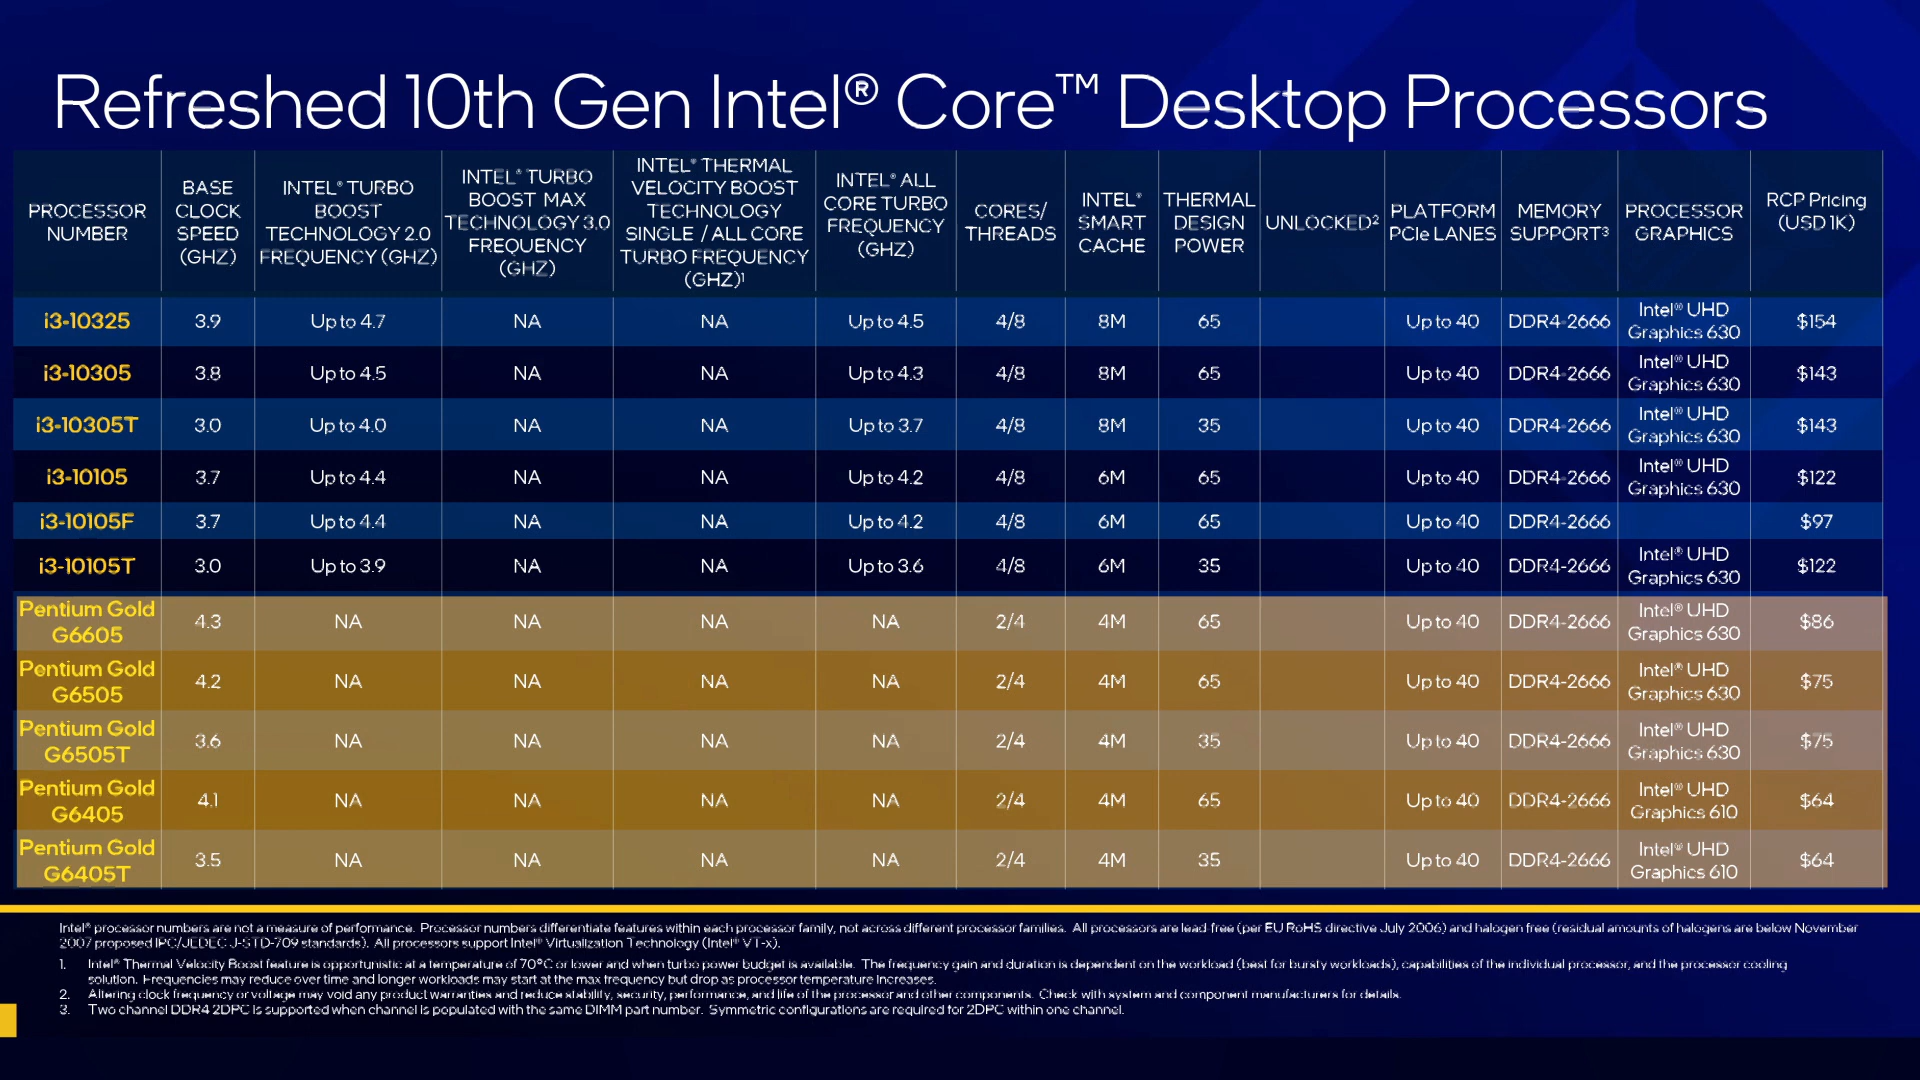 Refreshed 10th Gen Intel® Core™ Desktop Processors
PROCESSOR NUMBER
BASE CLOCK SPEED (GHZ)
INTEL® TURBO BOOST TECHNOLOGY 2.0 FREQUENCY (GHZ)
INTEL® TURBO BOOST MAX TECHNOLOGY 3.0 FREQUENCY (GHZ)
INTEL® THERMAL VELOCITY BOOST TECHNOLOGY SINGLE / ALL CORE TURBO FREQUENCY (GHZ)¹
INTEL® ALL CORE TURBO FREQUENCY (GHZ)
CORES/ THREADS
INTEL® SMART CACHE
THERMAL DESIGN POWER
UNLOCKED²
PLATFORM PCIe LANES
MEMORY SUPPORT³
PROCESSOR GRAPHICS
RCP Pricing (USD 1K)
i3-10325 3.9 Up to 4.7 NA NA Up to 4.5 4/8 8M 65 Up to 40 DDR4-2666 Intel® UHD Graphics 630 $154
i3-10305 3.8 Up to 4.5 NA NA Up to 4.3 4/8 8M 65 Up to 40 DDR4-2666 Intel® UHD Graphics 630 $143
i3-10305T 3.0 Up to 4.0 NA NA Up to 3.7 4/8 8M 35 Up to 40 DDR4-2666 Intel® UHD Graphics 630 $143
i3-10105 3.7 Up to 4.4 NA NA Up to 4.2 4/8 6M 65 Up to 40 DDR4-2666 Intel® UHD Graphics 630 $122
i3-10105F 3.7 Up to 4.4 NA NA Up to 4.2 4/8 6M 65 Up to 40 DDR4-2666 $97
i3-10105T 3.0 Up to 3.9 NA NA Up to 3.6 4/8 6M 35 Up to 40 DDR4-2666 Intel® UHD Graphics 630 $122
Pentium Gold G6605 4.3 NA NA NA NA 2/4 4M 65 Up to 40 DDR4-2666 Intel® UHD Graphics 630 $86
Pentium Gold G6505 4.2 NA NA NA NA 2/4 4M 65 Up to 40 DDR4-2666 Intel® UHD Graphics 630 $75
Pentium Gold G6505T 3.6 NA NA NA NA 2/4 4M 35 Up to 40 DDR4-2666 Intel® UHD Graphics 630 $75
Pentium Gold G6405 4.1 NA NA NA NA 2/4 4M 65 Up to 40 DDR4-2666 Intel® UHD Graphics 610 $64
Pentium Gold G6405T 3.5 NA NA NA NA 2/4 4M 35 Up to 40 DDR4-2666 Intel® UHD Graphics 610 $64
Intel® processor numbers are not a measure of performance. Processor numbers differentiate features within each processor family, not across different processor families. All processors are lead free (per EU RoHS directive July 2006) and halogen free (residual amounts of halogens are below November
2007 proposed IPC/JEDEC J-STD-709 standards). All processors support Intel® Virtualization Technology (Intel® VT-x).
1. Intel® Thermal Velocity Boost feature is opportunistic at a temperature of 70°C or lower and when turbo power budget is available. The frequency gain and duration is dependent on the workload (best for bursty workloads), capabilities of the individual processor, and the processor cooling
solution. Frequencies may reduce over time and longer workloads may start at the max frequency but drop as processor temperature increases.
2. Altering clock frequency or voltage may void any product warranties and reduce stability, security, performance, and life of the processor and other components. Check with system and component manufacturers for details.
3. Two channel DDR4 2DPC is supported when channel is populated with the same DIMM part number. Symmetric configurations are required for 2DPC within one channel.